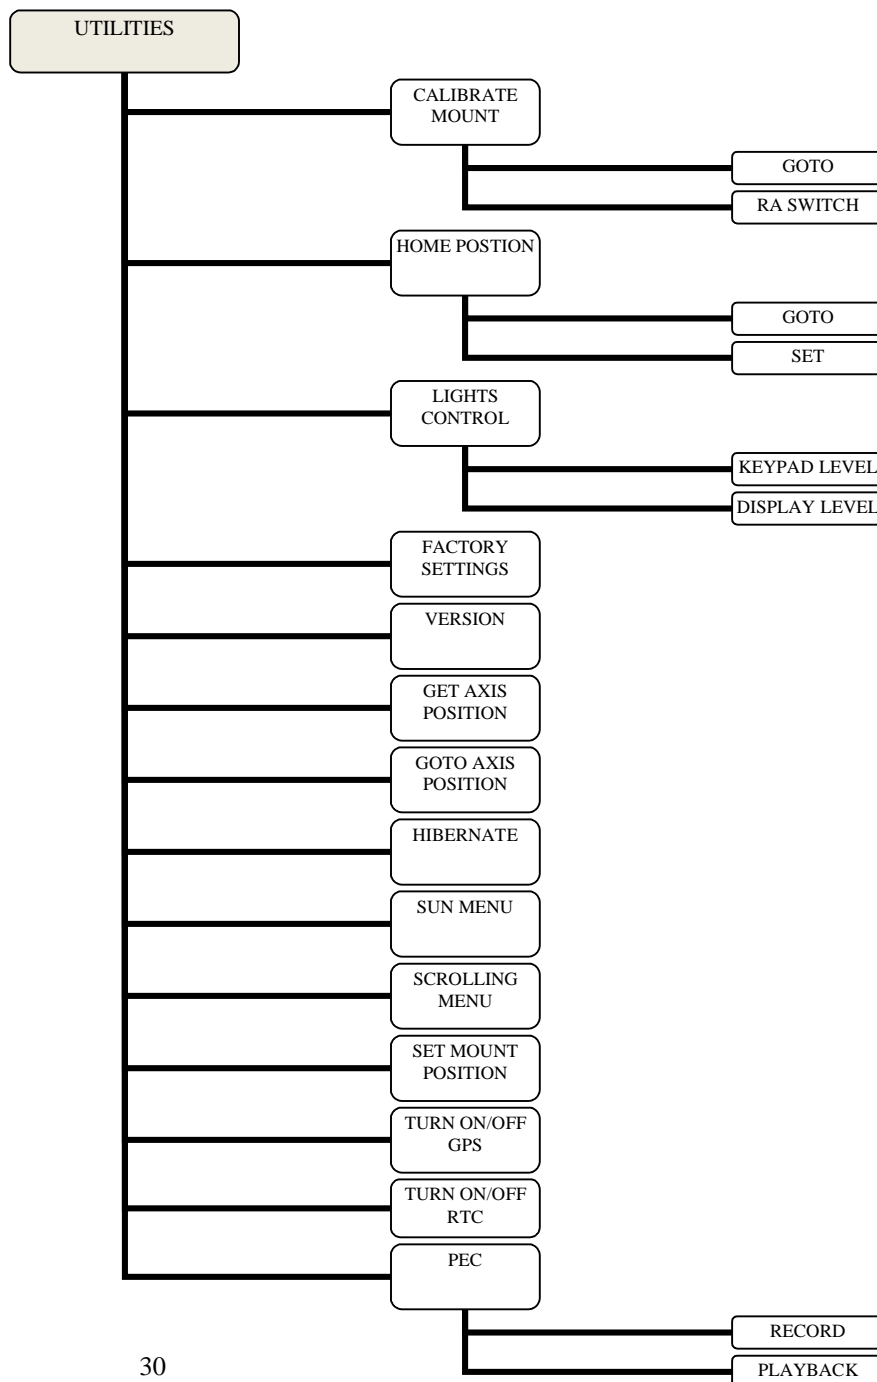 UTILITIES
CALIBRATE
MOUNT
GOTO
RA SWITCH
HOME POSTION
GOTO
SET
LIGHTS
CONTROL
KEYPAD LEVEL
DISPLAY LEVEL
FACTORY
SETTINGS
VERSION
GET AXIS
POSITION
GOTO AXIS
POSITION
HIBERNATE
SUN MENU
SCROLLING
MENU
SET MOUNT
POSITION
TURN ON/OFF
GPS
TURN ON/OFF
RTC
PEC
RECORD
PLAYBACK
30